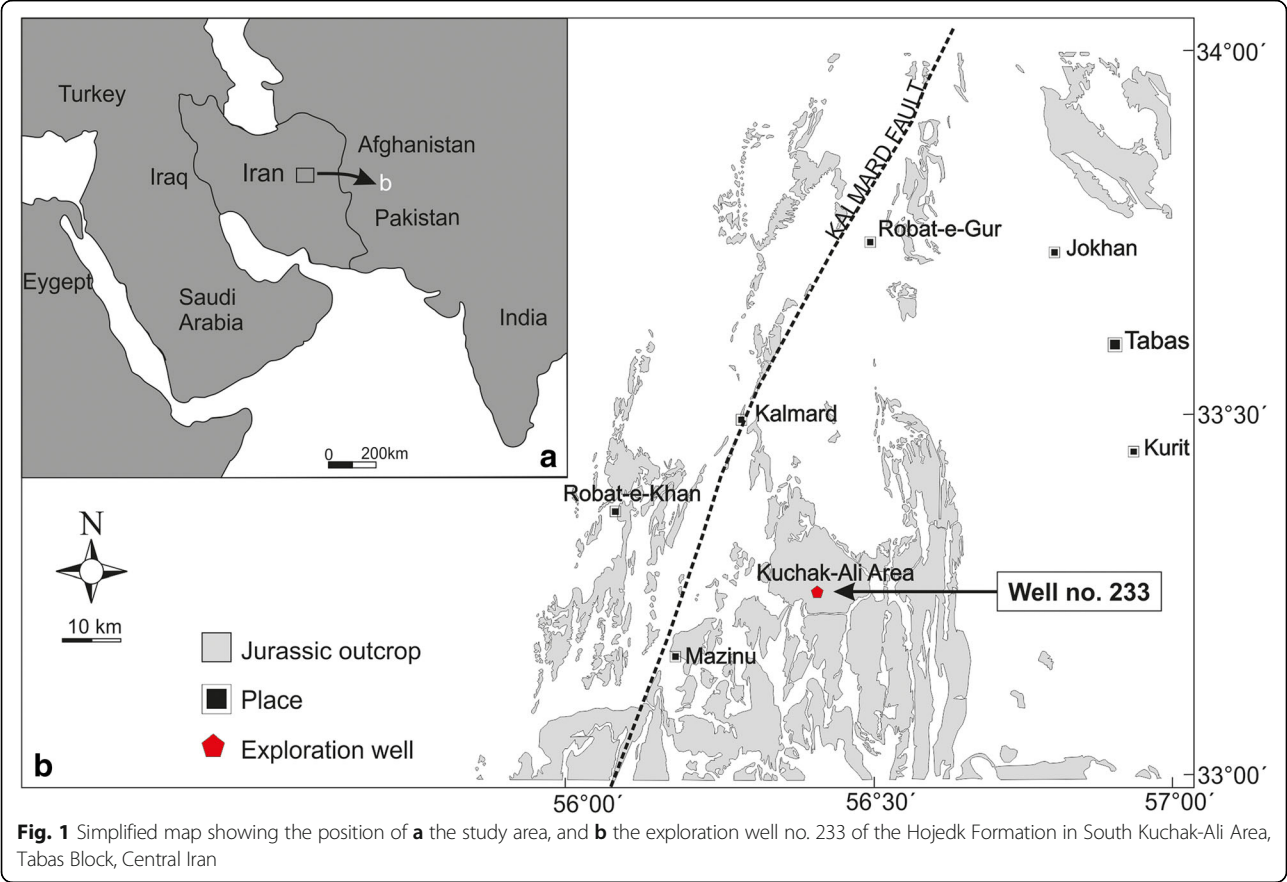 Turkey
Afghanistan
Iraq
Iran
b
Pakistan
Eygept
Saudi
Arabia
India
0 200km
a
KALMARD FAULT
Robat-e-Gur
Jokhan
Tabas
Kalmard
Kurit
Robat-e-Khan
Kuchak-Ali Area
Well no. 233
Mazinu
34°00´
33°30´
33°00´
56°00´
56°30´
57°00´
N
10 km
Jurassic outcrop
Place
Exploration well
b
Fig. 1 Simplified map showing the position of a the study area, and b the exploration well no. 233 of the Hojedk Formation in South Kuchak-Ali Area,
Tabas Block, Central Iran